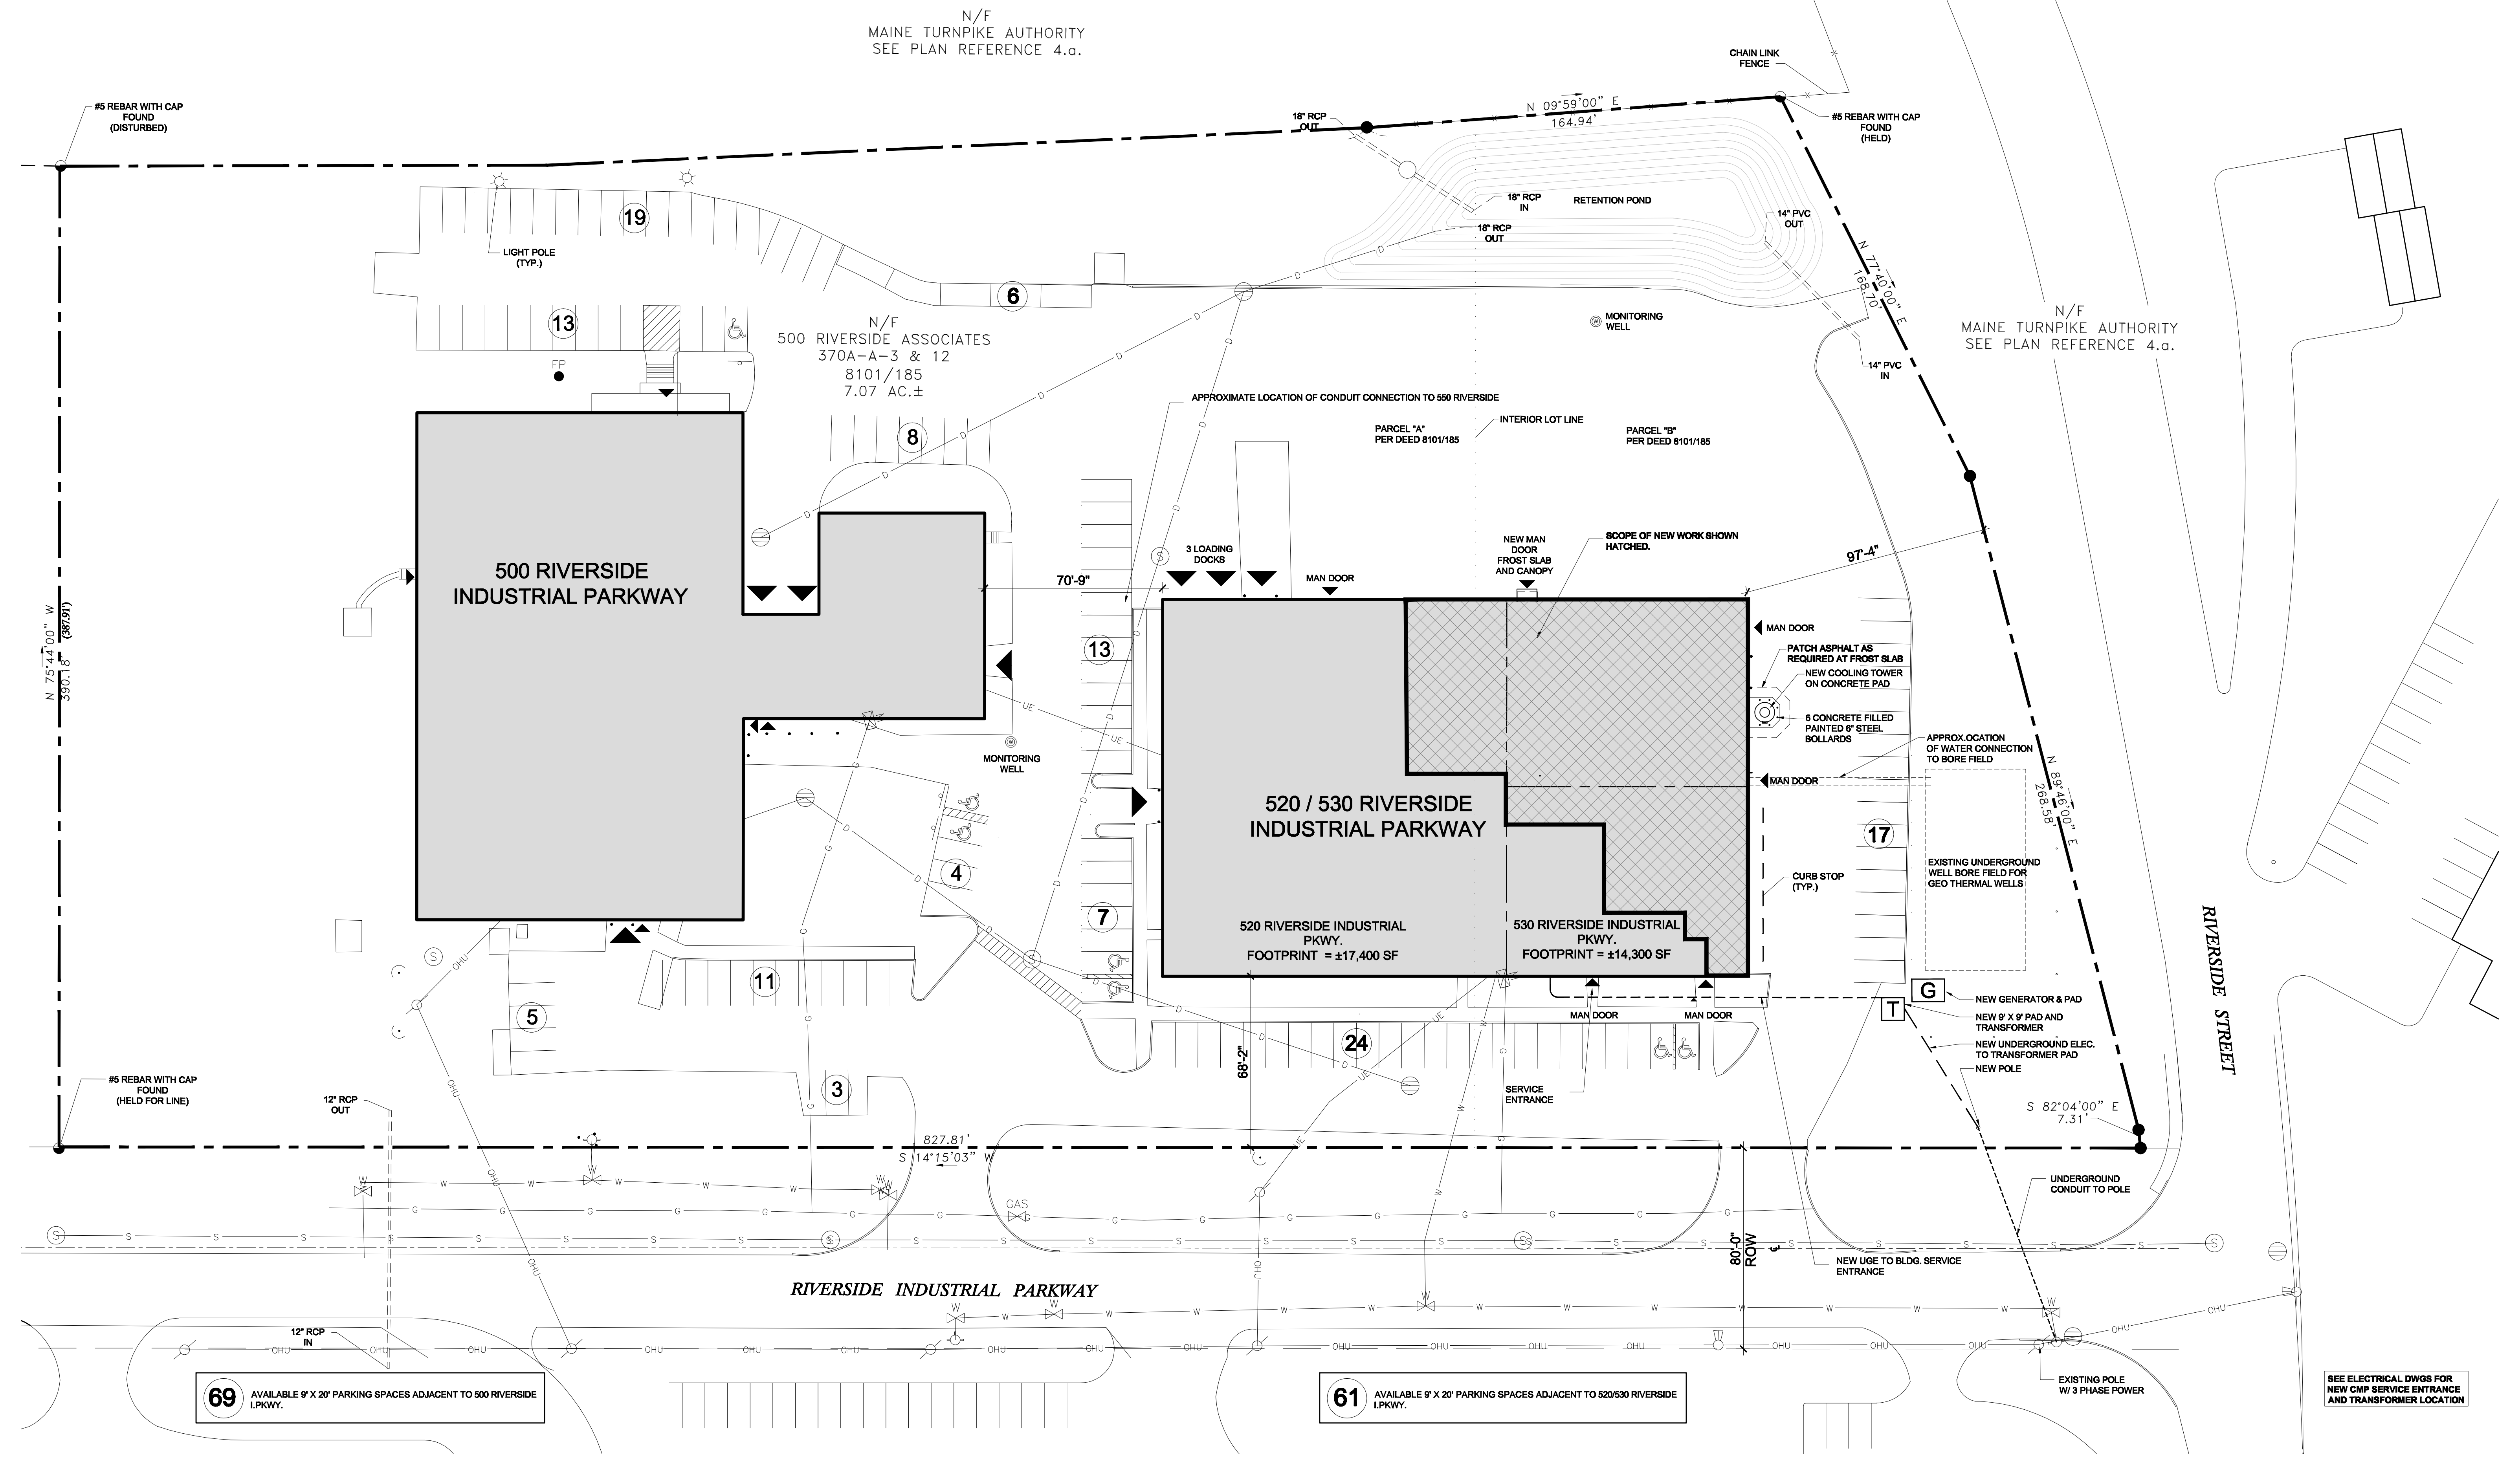 N/F
MAINE TURNPIKE AUTHORITY
SEE PLAN REFERENCE 4.a.
CHAIN LINK
FENCE
#5 REBAR WITH CAP
FOUND
(DISTURBED)
18" RCP
OUT
N 09°59'00" E
164.94'
#5 REBAR WITH CAP
FOUND
(HELD)
19
LIGHT POLE
(TYP.)
18" RCP
IN
RETENTION POND
18" RCP
OUT
14" PVC
OUT
N 77°40'00" E
168.70'
14" PVC
IN
6
13
FP
N/F
500 RIVERSIDE ASSOCIATES
370A-A-3 & 12
8101/185
7.07 AC.±
MONITORING
WELL
N/F
MAINE TURNPIKE AUTHORITY
SEE PLAN REFERENCE 4.a.
8
APPROXIMATE LOCATION OF CONDUIT CONNECTION TO 550 RIVERSIDE
INTERIOR LOT LINE
PARCEL "A"
PER DEED 8101/185
PARCEL "B"
PER DEED 8101/185
500 RIVERSIDE
INDUSTRIAL PARKWAY
70'-9"
3 LOADING
DOCKS
MAN DOOR
NEW MAN
DOOR
FROST SLAB
AND CANOPY
SCOPE OF NEW WORK SHOWN
HATCHED.
97'-4"
N 75°44'00" W
390.18'
(387.91')
13
MAN DOOR
PATCH ASPHALT AS
REQUIRED AT FROST SLAB
NEW COOLING TOWER
ON CONCRETE PAD
6 CONCRETE FILLED
PAINTED 6" STEEL
BOLLARDS
APPROX.OCATION
OF WATER CONNECTION
TO BORE FIELD
MAN DOOR
N 89°46'00" E
268.58'
MONITORING
WELL
520 / 530 RIVERSIDE
INDUSTRIAL PARKWAY
4
7
17
CURB STOP
(TYP.)
EXISTING UNDERGROUND
WELL BORE FIELD FOR
GEO THERMAL WELLS
520 RIVERSIDE INDUSTRIAL
PKWY.
FOOTPRINT = ±17,400 SF
530 RIVERSIDE INDUSTRIAL
PKWY.
FOOTPRINT = ±14,300 SF
RIVERSIDE STREET
11
5
3
24
68'-2"
MAN DOOR
MAN DOOR
SERVICE
ENTRANCE
G
T
NEW GENERATOR & PAD
NEW 9' X 9' PAD AND
TRANSFORMER
NEW UNDERGROUND ELEC.
TO TRANSFORMER PAD
NEW POLE
#5 REBAR WITH CAP
FOUND
(HELD FOR LINE)
12" RCP
OUT
S 82°04'00" E
7.31'
827.81'
S 14°15'03" W
GAS
UNDERGROUND
CONDUIT TO POLE
80'-0"
ROW
NEW UGE TO BLDG. SERVICE
ENTRANCE
RIVERSIDE INDUSTRIAL PARKWAY
12" RCP
IN
EXISTING POLE
W/ 3 PHASE POWER
69
AVAILABLE 9' X 20' PARKING SPACES ADJACENT TO 500 RIVERSIDE
I.PKWY.
61
AVAILABLE 9' X 20' PARKING SPACES ADJACENT TO 520/530 RIVERSIDE
I.PKWY.
SEE ELECTRICAL DWGS FOR
NEW CMP SERVICE ENTRANCE
AND TRANSFORMER LOCATION